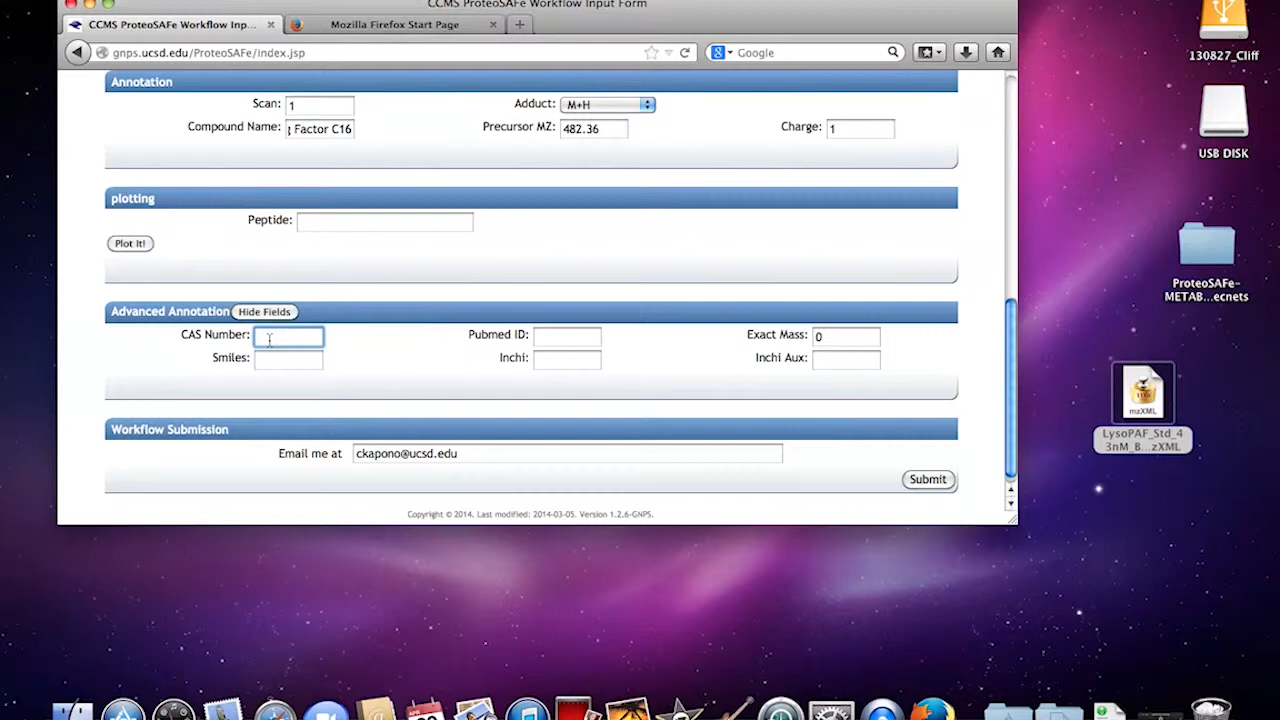 CCMS ProteoSAFe Workflow Input Form
CCMS ProteoSAFe Workflow Inp...
Mozilla Firefox Start Page
gnps.ucsd.edu/ProteoSAFe/index.jsp
Google
130827_Cliff
Annotation
Scan: 1 Adduct: M+H
Compound Name: g Factor C16 Precursor MZ: 482.36 Charge: 1
USB DISK
plotting
Peptide:
Plot It!
ProteoSAFe-
METAB...ecnets
Advanced Annotation Hide Fields
CAS Number: Pubmed ID: Exact Mass: 0
Smiles: Inchi: Inchi Aux:
mzXML
LysoPAF_Std_4
3nM_B...zXML
Workflow Submission
Email me at ckapono@ucsd.edu
Submit
Copyright © 2014. Last modified: 2014-03-05. Version 1.2.6-GNPS.